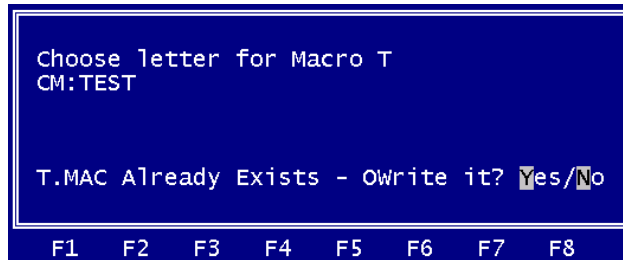 Choose letter for Macro T
CM:TEST
T.MAC Already Exists - OWrite it? Yes/No
F1 F2 F3 F4 F5 F6 F7 F8